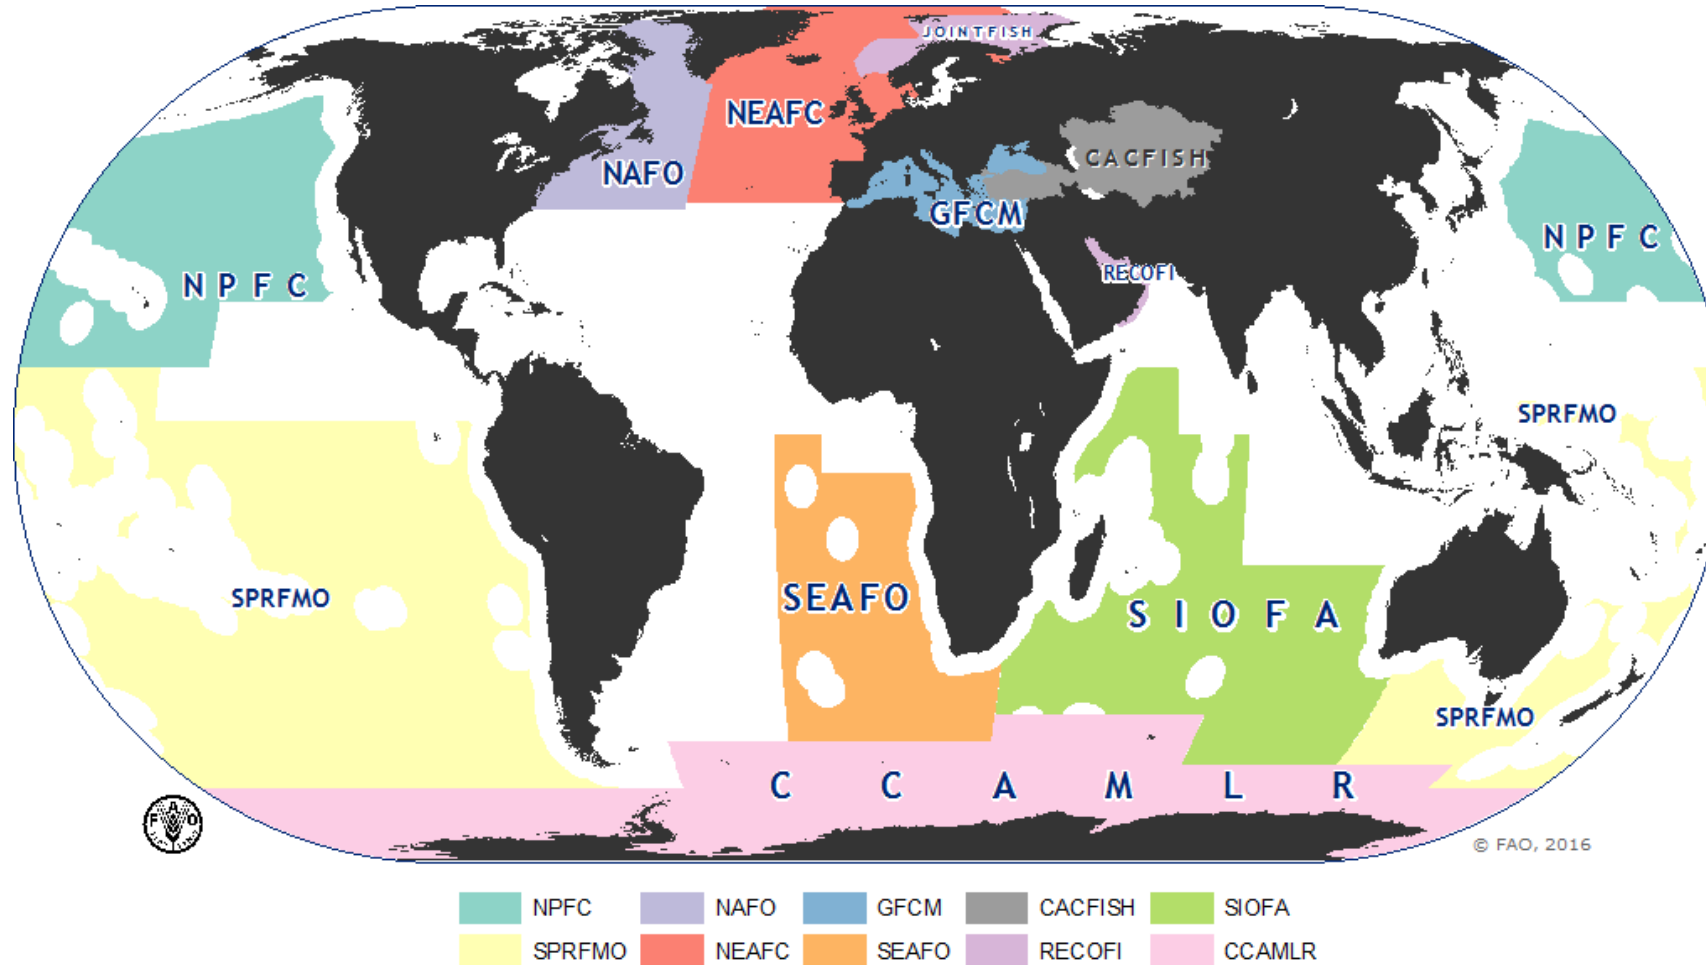 JOINTFISH
NEAFC
NAFO
CACFISH
GFCM
NPFC
NPFC
RECOFI
SPRFMO
SPRFMO
SEAFO
SIOFA
SPRFMO
CCAMLR
F A O
© FAO, 2016
NPFC NAFO GFCM CACFISH SIOFA
SPRFMO NEAFC SEAFO RECOFI CCAMLR